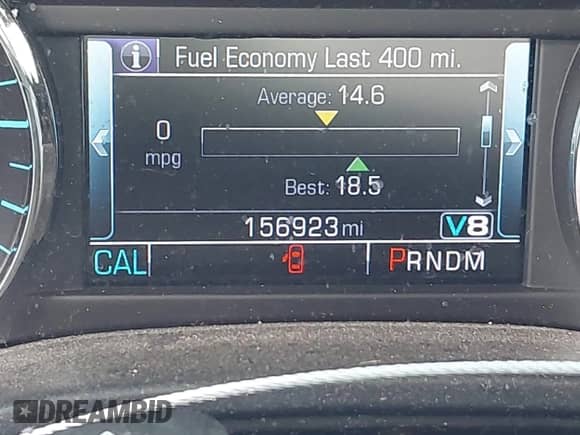 Fuel Economy Last 400 mi.
Average: 14.6
0
mpg
Best: 18.5
156923 mi V8
CAL PRNDM
DREAMBID